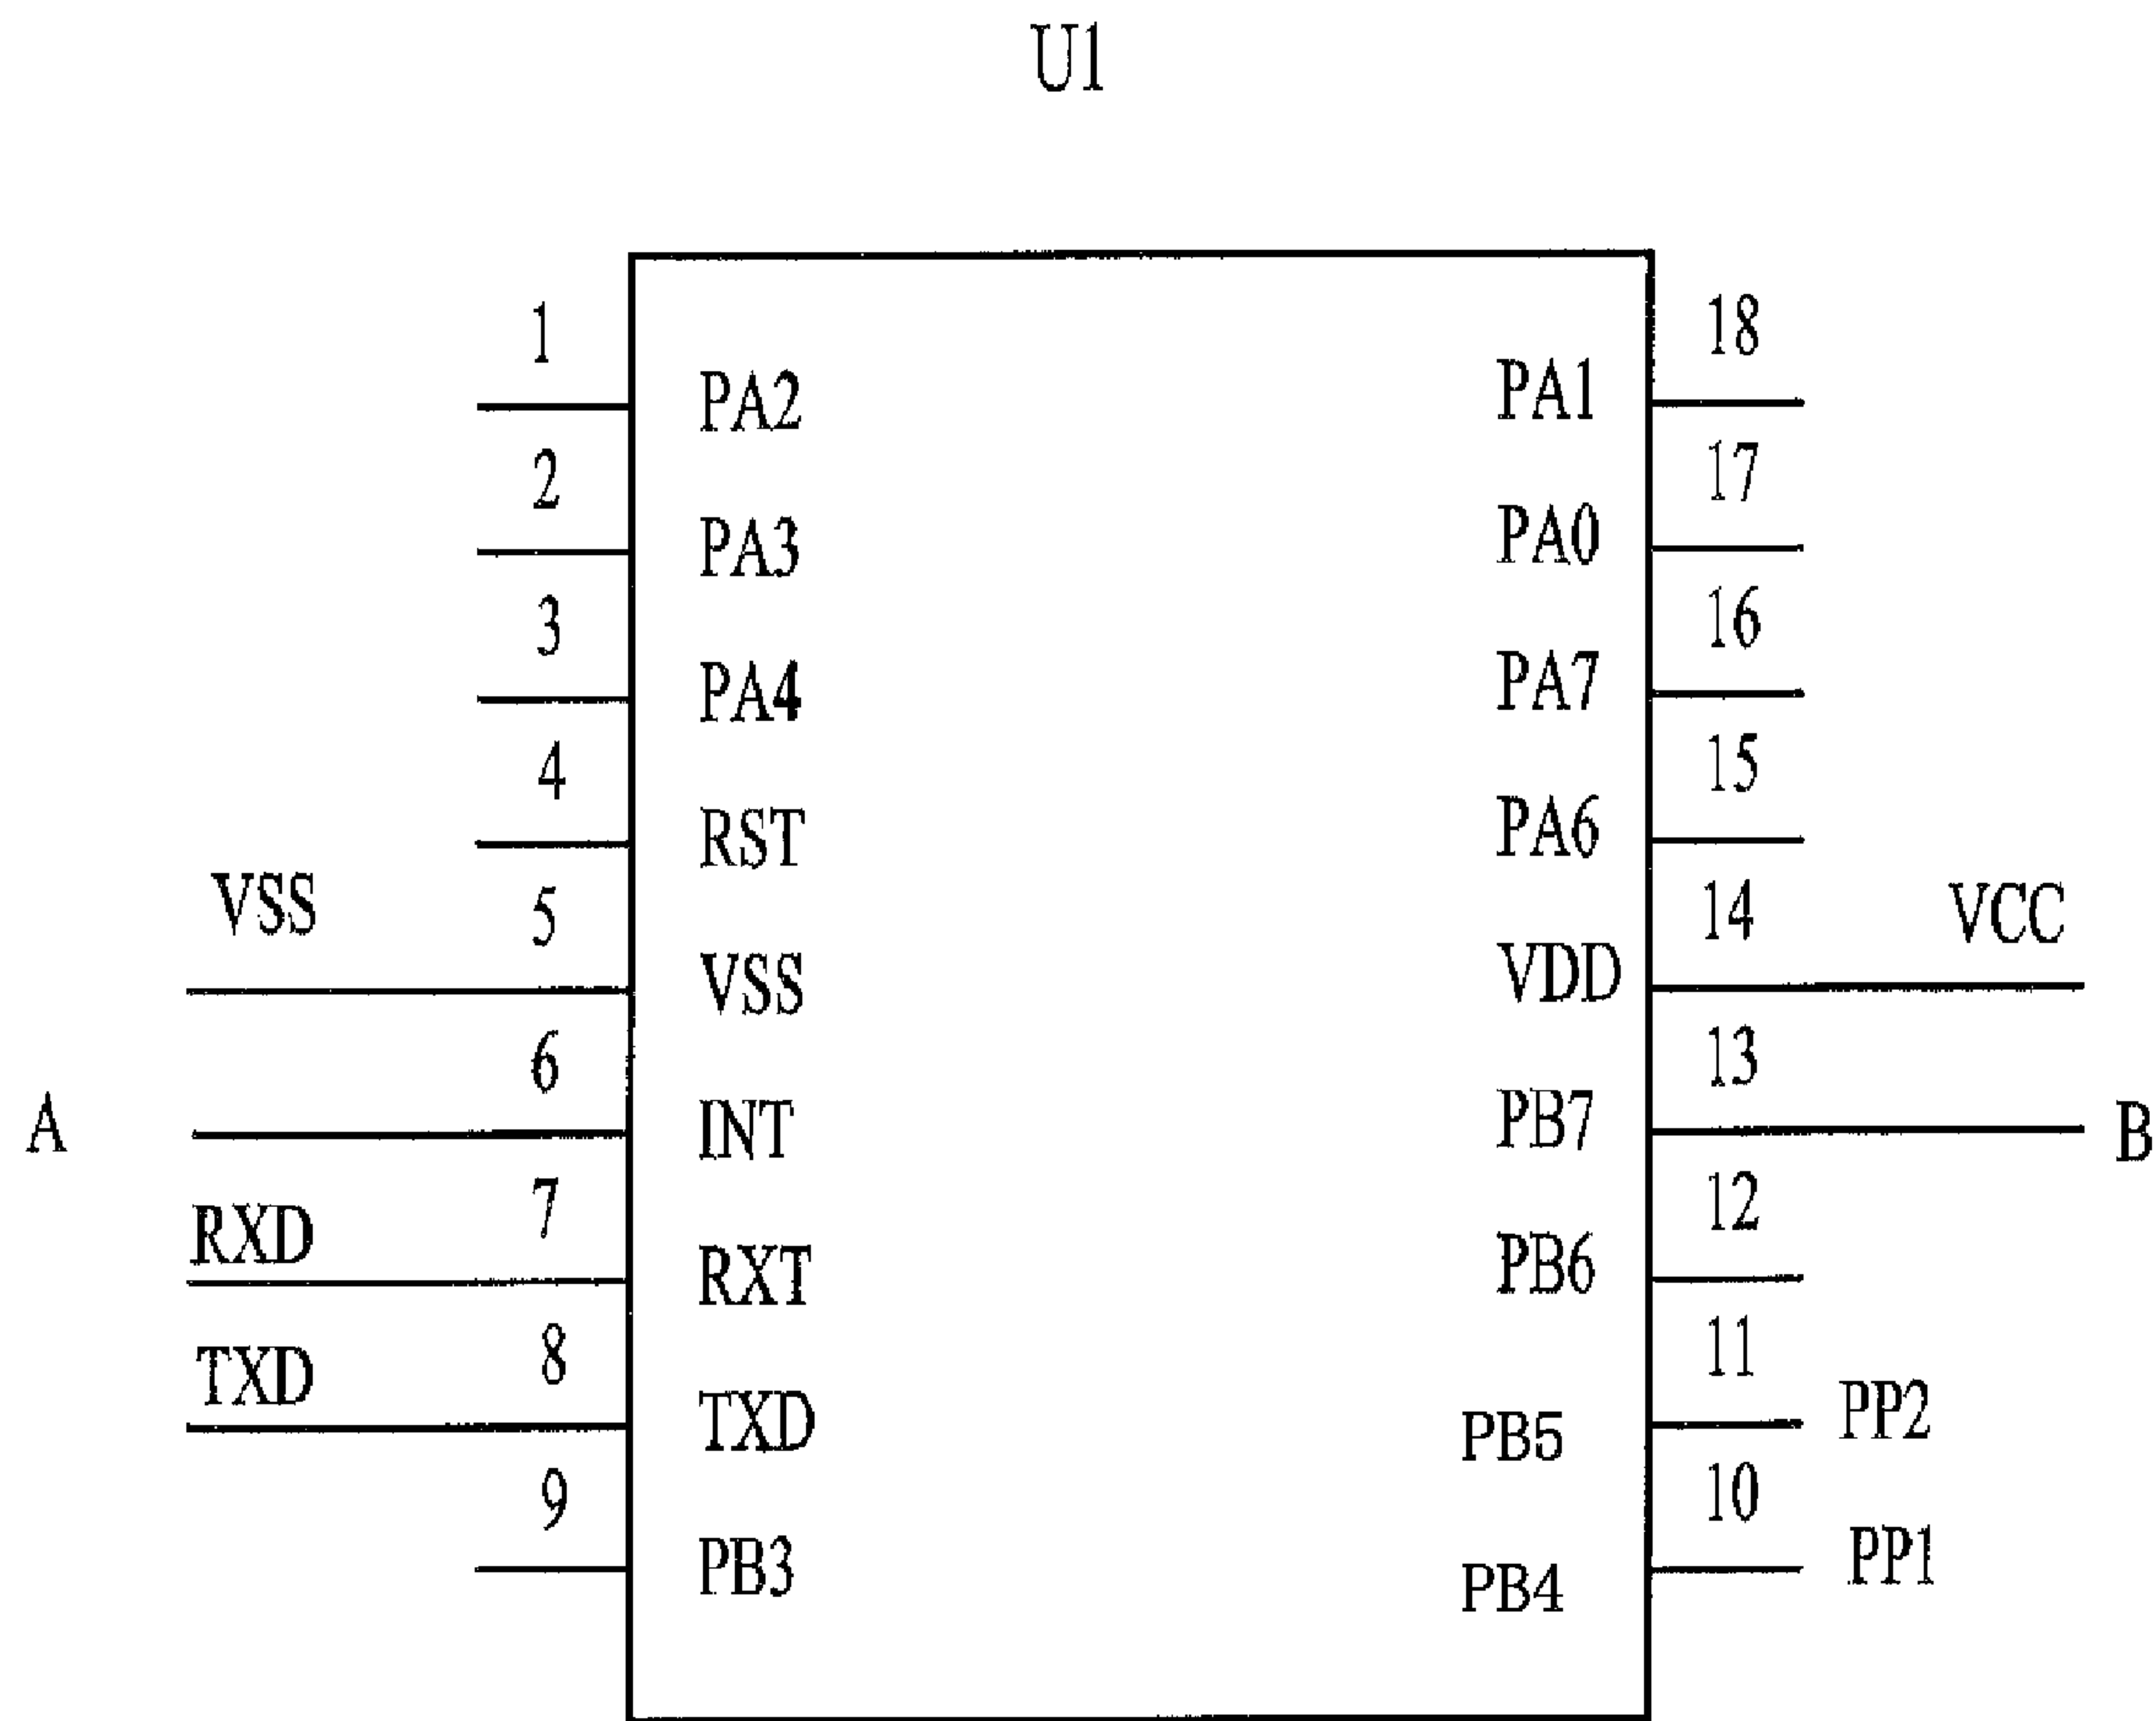 U1
1 18
PA2 PA1
2 17
PA3 PA0
3 16
PA4 PA7
4 15
RST PA6
VSS 5 14 VCC
VSS VDD
6 13
A INT PB7 B
RXD 7 12
RXT PB6
TXD 8 11
TXD PB5 PP2
9 10
PB3 PB4 PP1